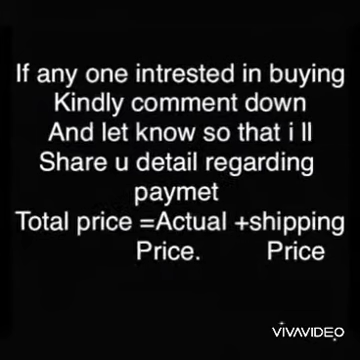 If any one intrested in buying
Kindly comment down
And let know so that i ll
Share u detail regarding
paymet
Total price =Actual +shipping
Price. Price
VIVAVIDEO